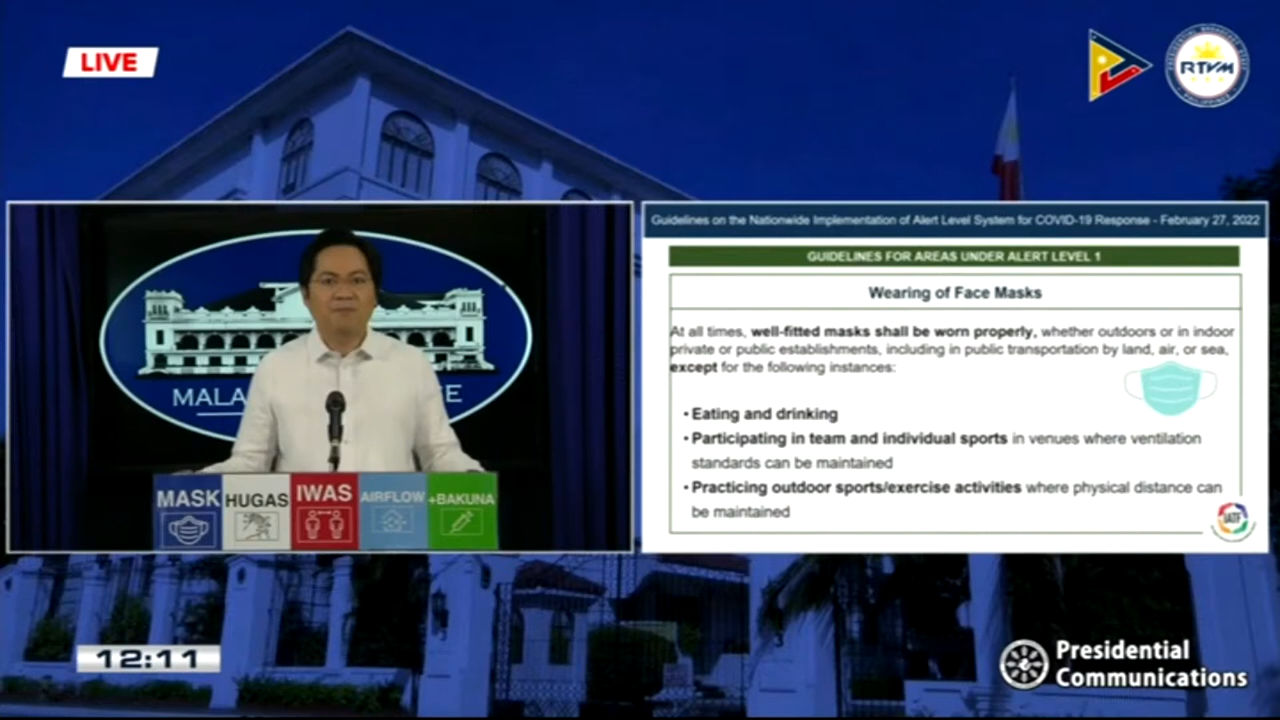 LIVE
RTVM
Guidelines on the Nationwide Implementation of Alert Level System for COVID-19 Response - February 27, 2022
GUIDELINES FOR AREAS UNDER ALERT LEVEL 1
Wearing of Face Masks
At all times, well-fitted masks shall be worn properly, whether outdoors or in indoor
private or public establishments, including in public transportation by land, air, or sea,
except for the following instances:
• Eating and drinking
• Participating in team and individual sports in venues where ventilation
standards can be maintained
• Practicing outdoor sports/exercise activities where physical distance can
be maintained
IATF
MALA
E
MASK
HUGAS
IWAS
AIRFLOW
+BAKUNA
12:11
Presidential
Communications